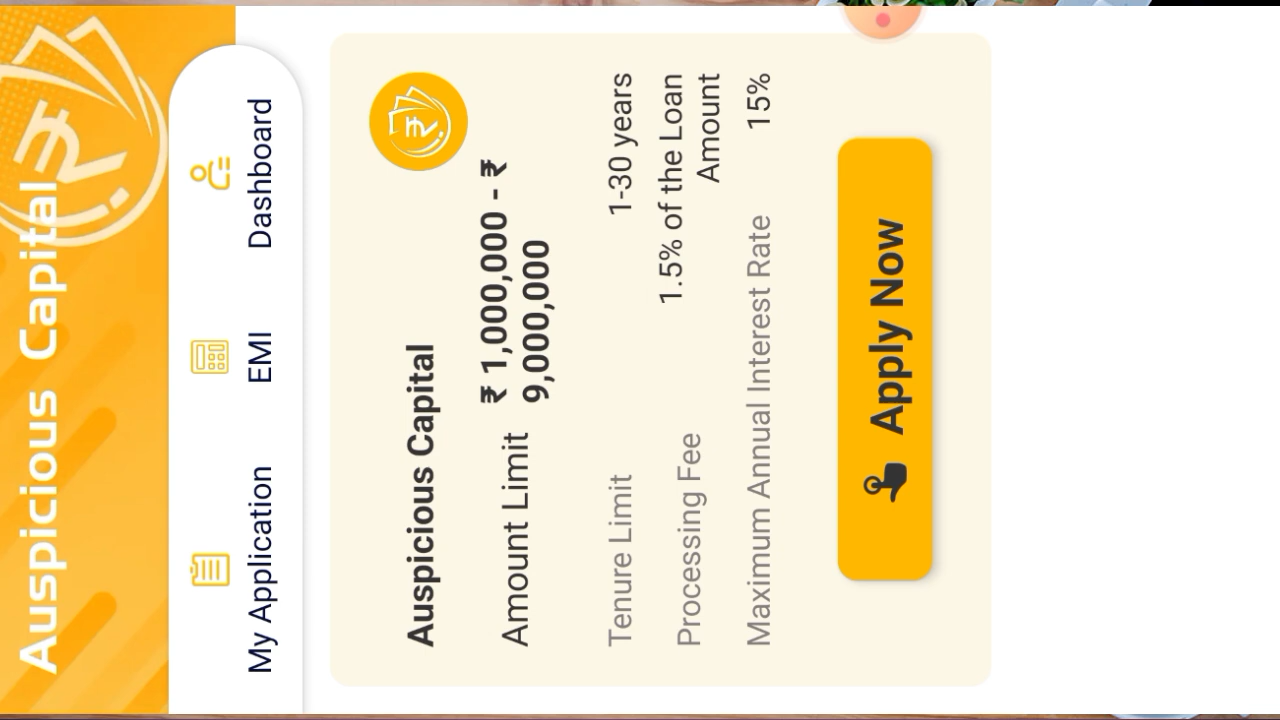 Auspicious Capital
My Application
EMI
Dashboard
Auspicious Capital
Amount Limit
₹ 1,000,000 - ₹
9,000,000
Tenure Limit
1-30 years
Processing Fee
1.5% of the Loan
Amount
Maximum Annual Interest Rate
15%
Apply Now